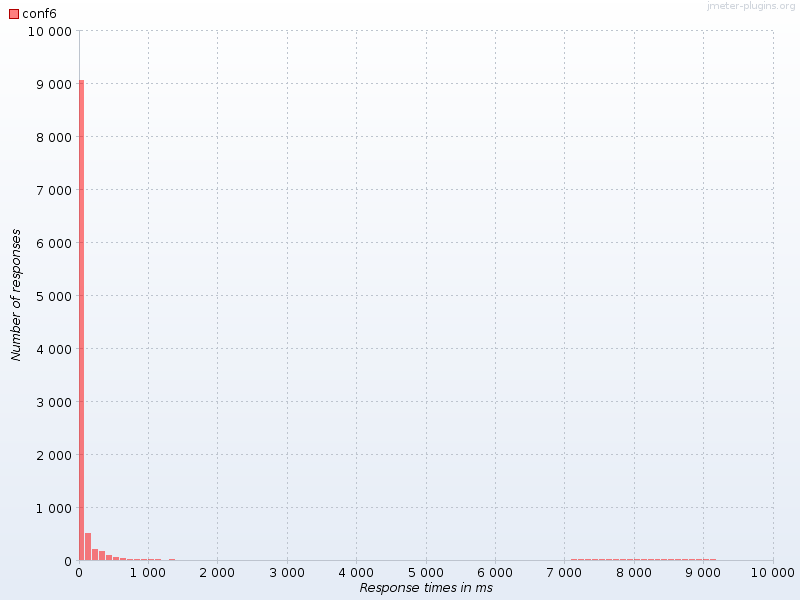 jmeter-plugins.org
conf6
10 000
9 000
8 000
7 000
6 000
5 000
4 000
3 000
2 000
1 000
0
Number of responses
0 1 000 2 000 3 000 4 000 5 000 6 000 7 000 8 000 9 000 10 000
Response times in ms